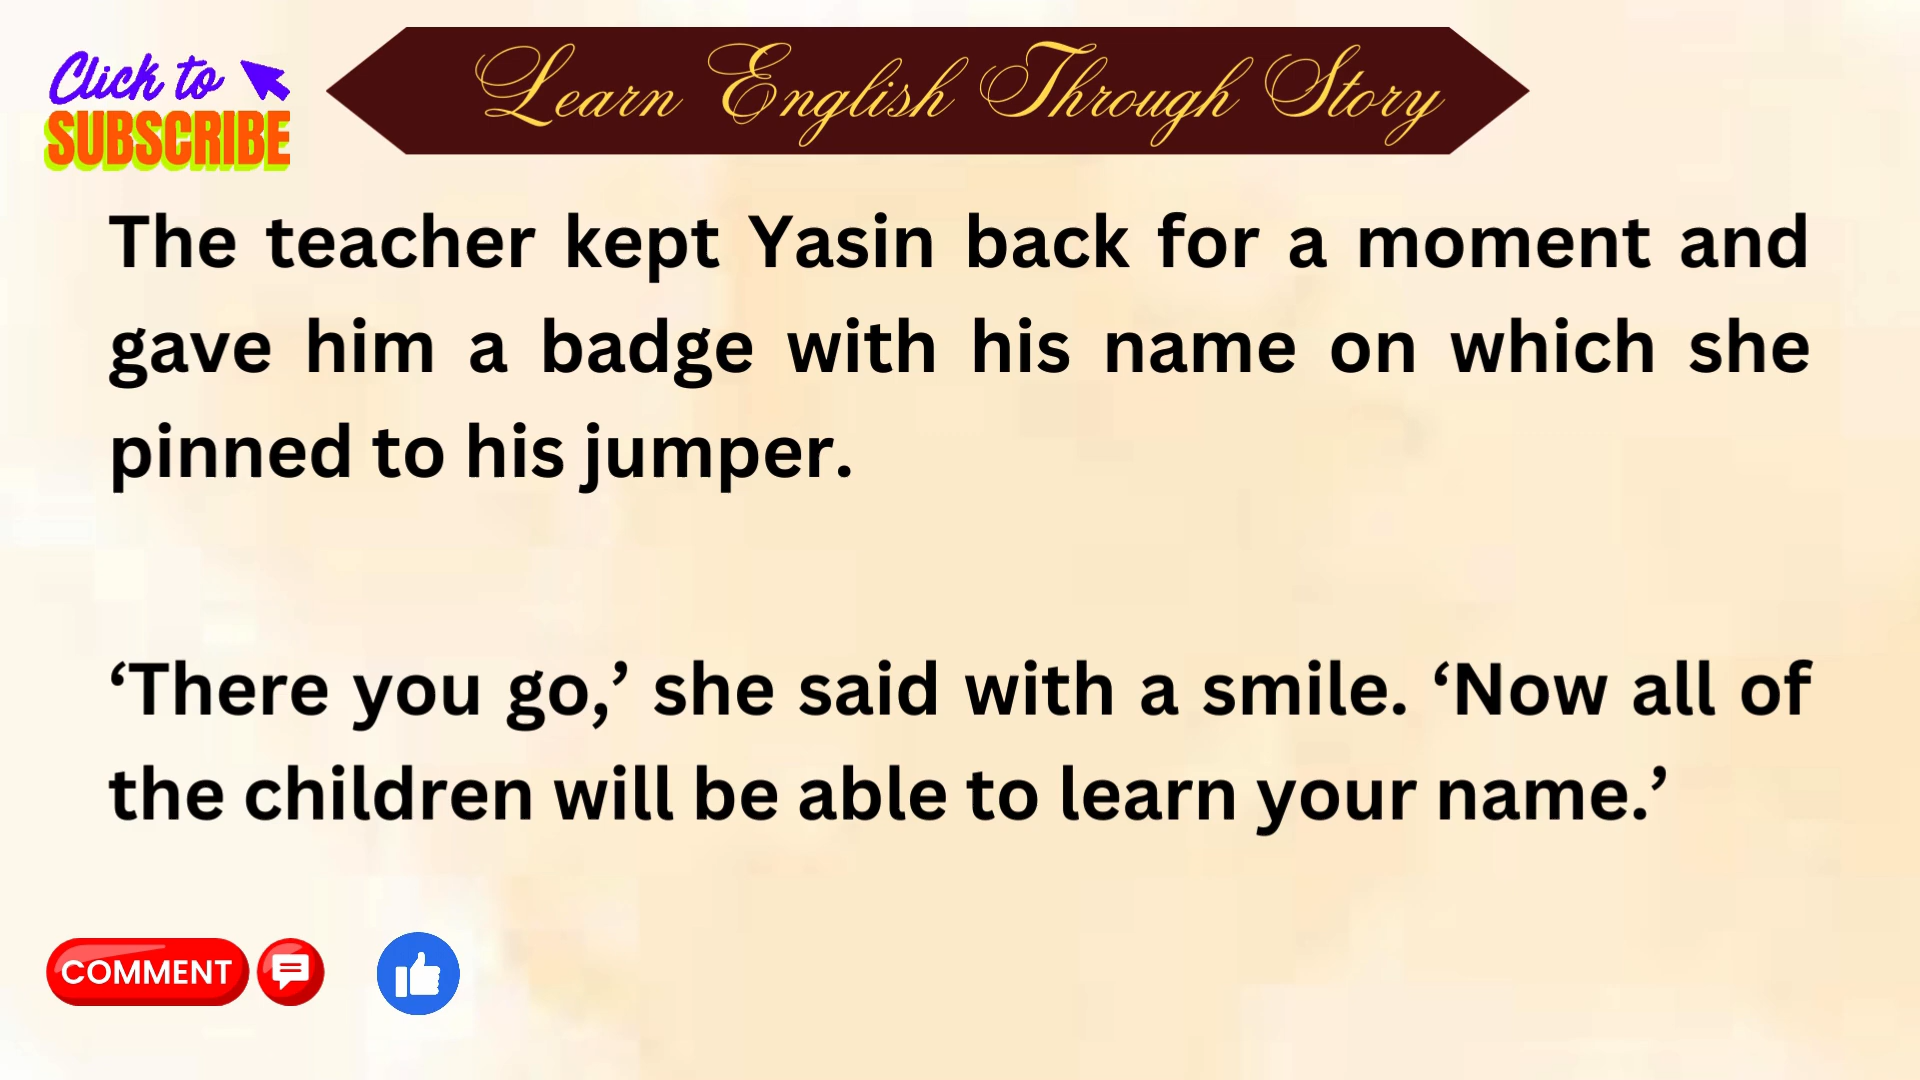 Click to
SUBSCRIBE
Learn English Through Story
The teacher kept Yasin back for a moment and
gave him a badge with his name on which she
pinned to his jumper.
‘There you go,’ she said with a smile. ‘Now all of
the children will be able to learn your name.’
COMMENT